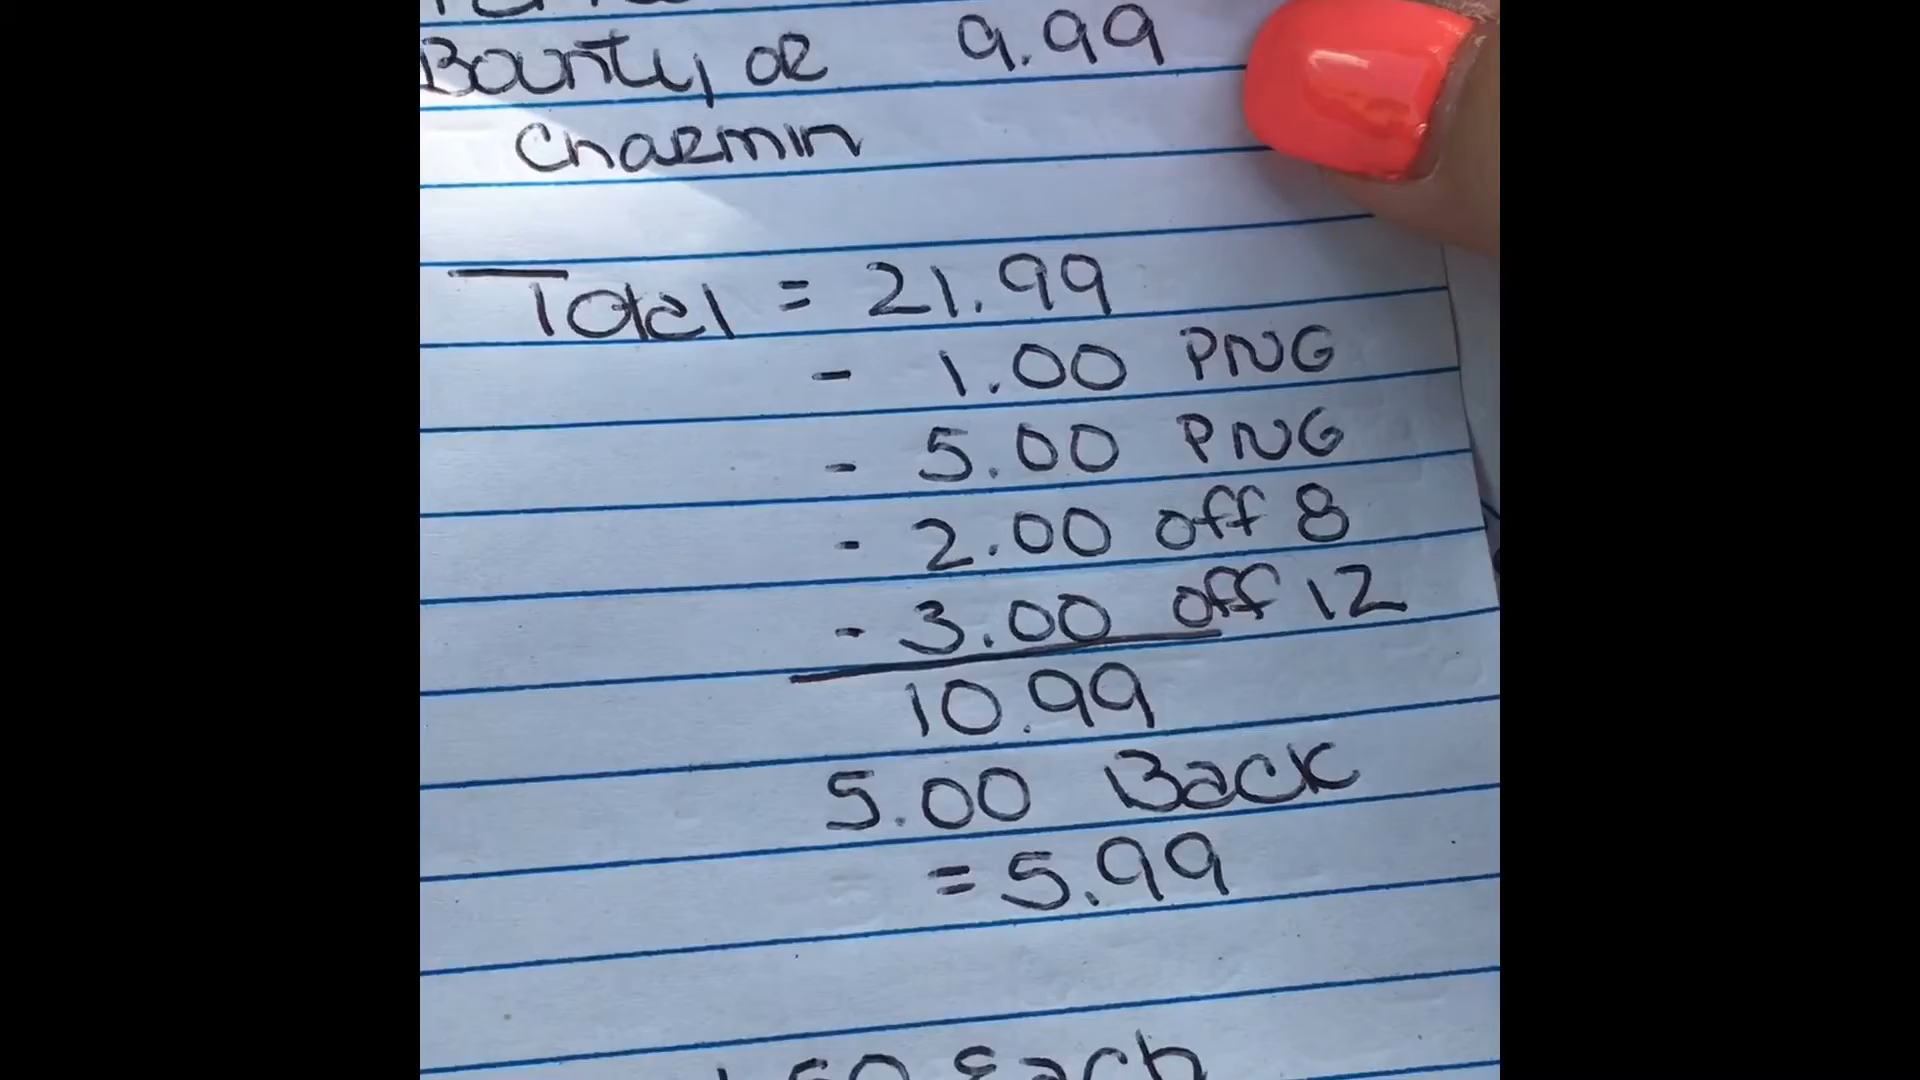 Bounty or 9.99
Charmin
Total = 21.99
- 1.00 PNG
- 5.00 PNG
- 2.00 off 8
- 3.00 off 12
10.99
5.00 Back
= 5.99
Each